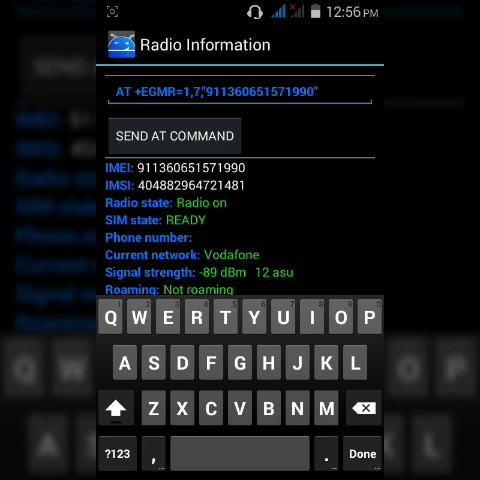 12:56 PM
Radio Information
AT +EGMR=1,7,"911360651571990"
SEND AT COMMAND
IMEI: 911360651571990
IMSI: 404882964721481
Radio state: Radio on
SIM state: READY
Phone number:
Current network: Vodafone
Signal strength: -89 dBm 12 asu
Roaming: Not roaming
Q W E R T Y U I O P
A S D F G H J K L
Z X C V B N M
?123 , . Done